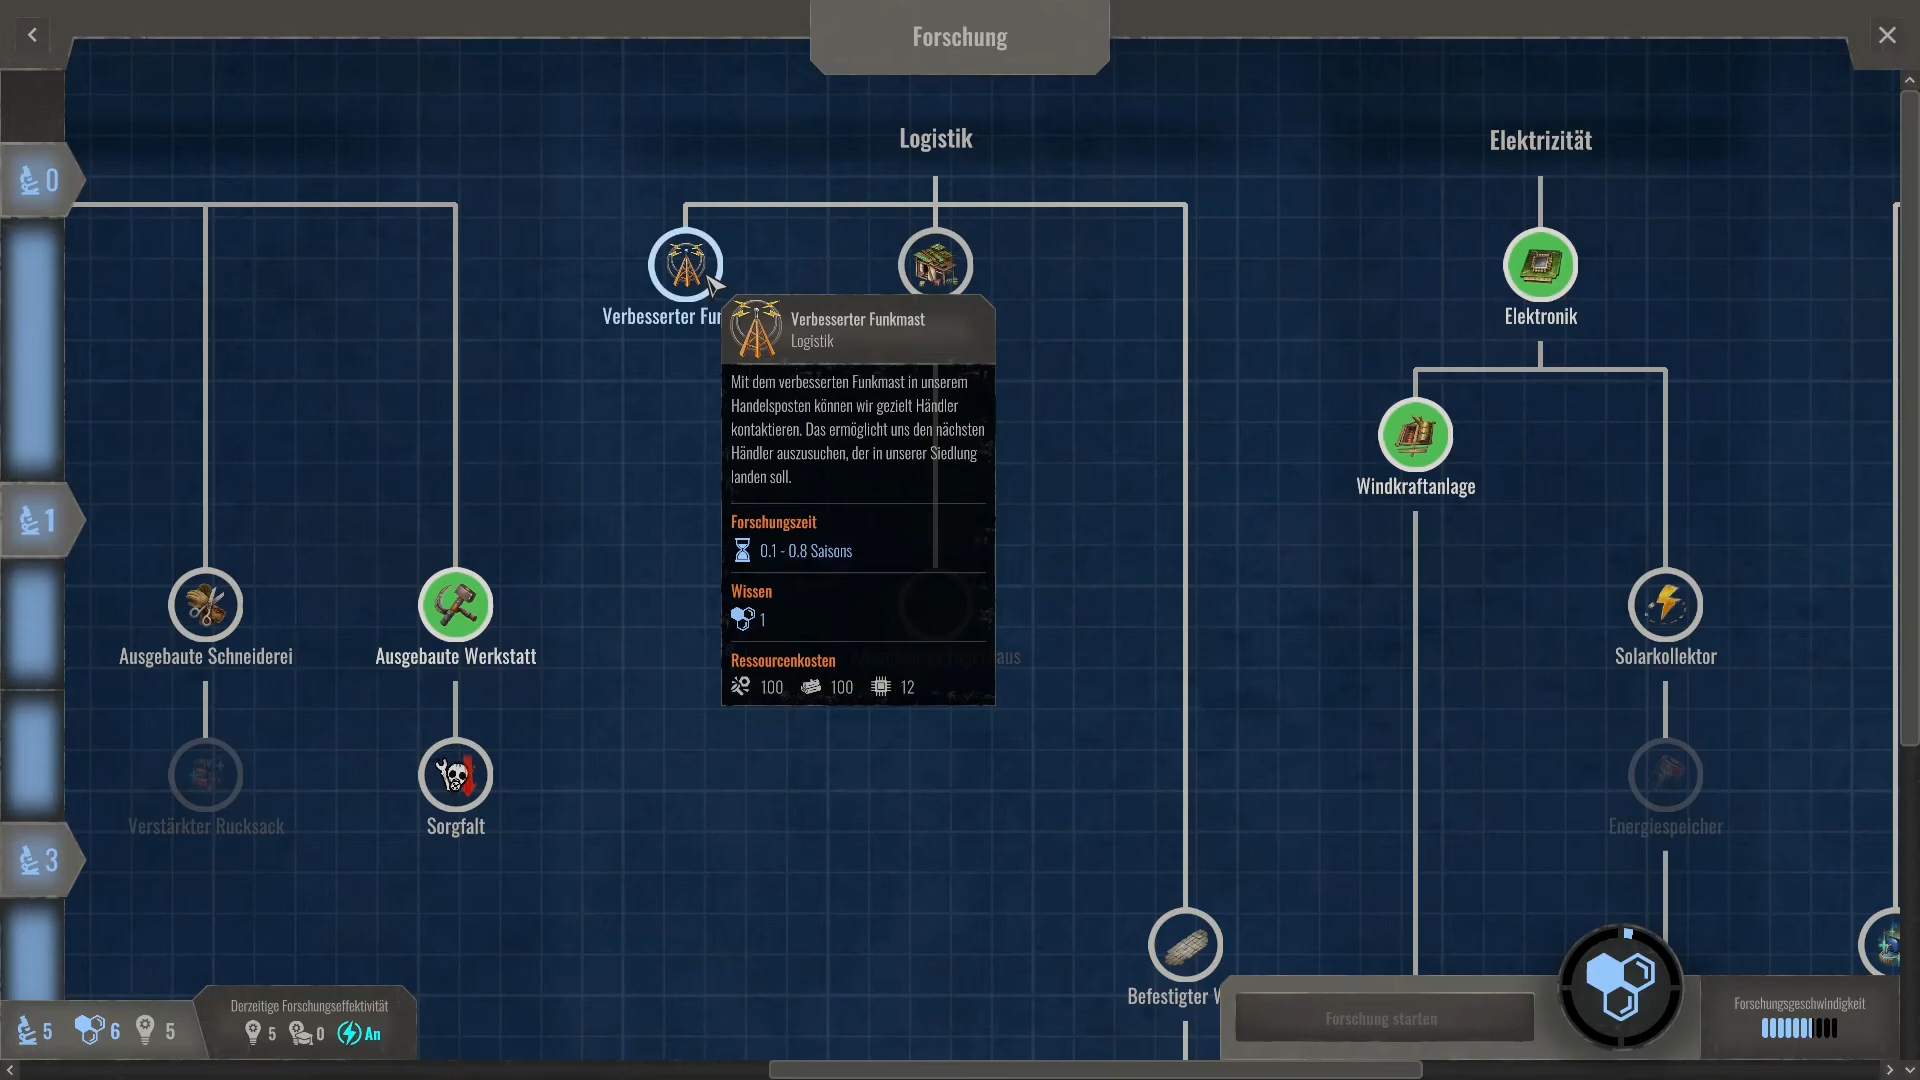 Forschung
Logistik
Elektrizität
0
Verbesserter Fun
Elektronik
Verbesserter Funkmast
Logistik
Mit dem verbesserten Funkmast in unserem
Handelsposten können wir gezielt Händler
kontaktieren. Das ermöglicht uns den nächsten
Händler auszusuchen, der in unserer Siedlung
landen soll.
Windkraftanlage
Forschungszeit
0.1 - 0.8 Saisons
1
Wissen
1
Ressourcenkosten
100 100 12
Ausgebaute Schneiderei
Ausgebaute Werkstatt
Solarkollektor
Verstärkter Rucksack
Sorgfalt
Energiespeicher
3
Befestigter W
Forschung starten
Forschungsgeschwindigkeit
Derzeitige Forschungseffektivität
5 0 An
5 6 5